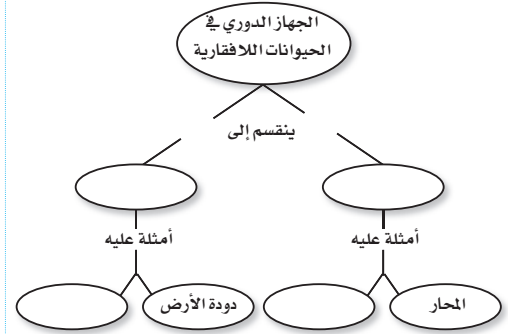 الجهاز الدوري في
الحيوانات اللافقارية
ينقسم إلى
أمثلة عليه
أمثلة عليه
المحار
دودة الأرض